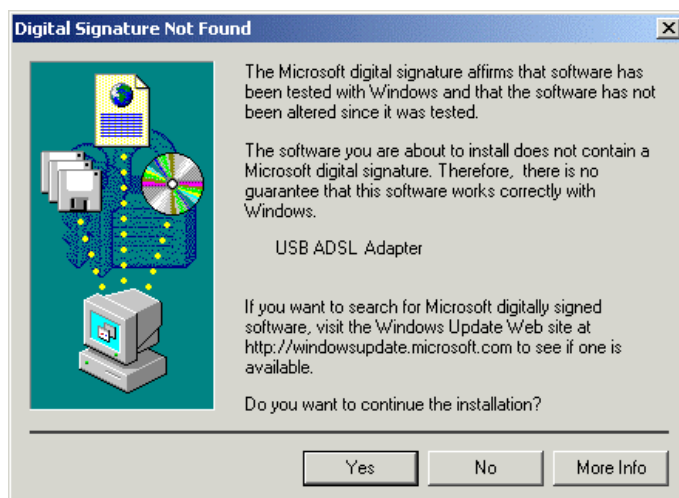 Digital Signature Not Found
The Microsoft digital signature affirms that software has
been tested with Windows and that the software has not
been altered since it was tested.
The software you are about to install does not contain a
Microsoft digital signature. Therefore, there is no
guarantee that this software works correctly with
Windows.
USB ADSL Adapter
If you want to search for Microsoft digitally signed
software, visit the Windows Update Web site at
http://windowsupdate.microsoft.com to see if one is
available.
Do you want to continue the installation?
Yes No More Info